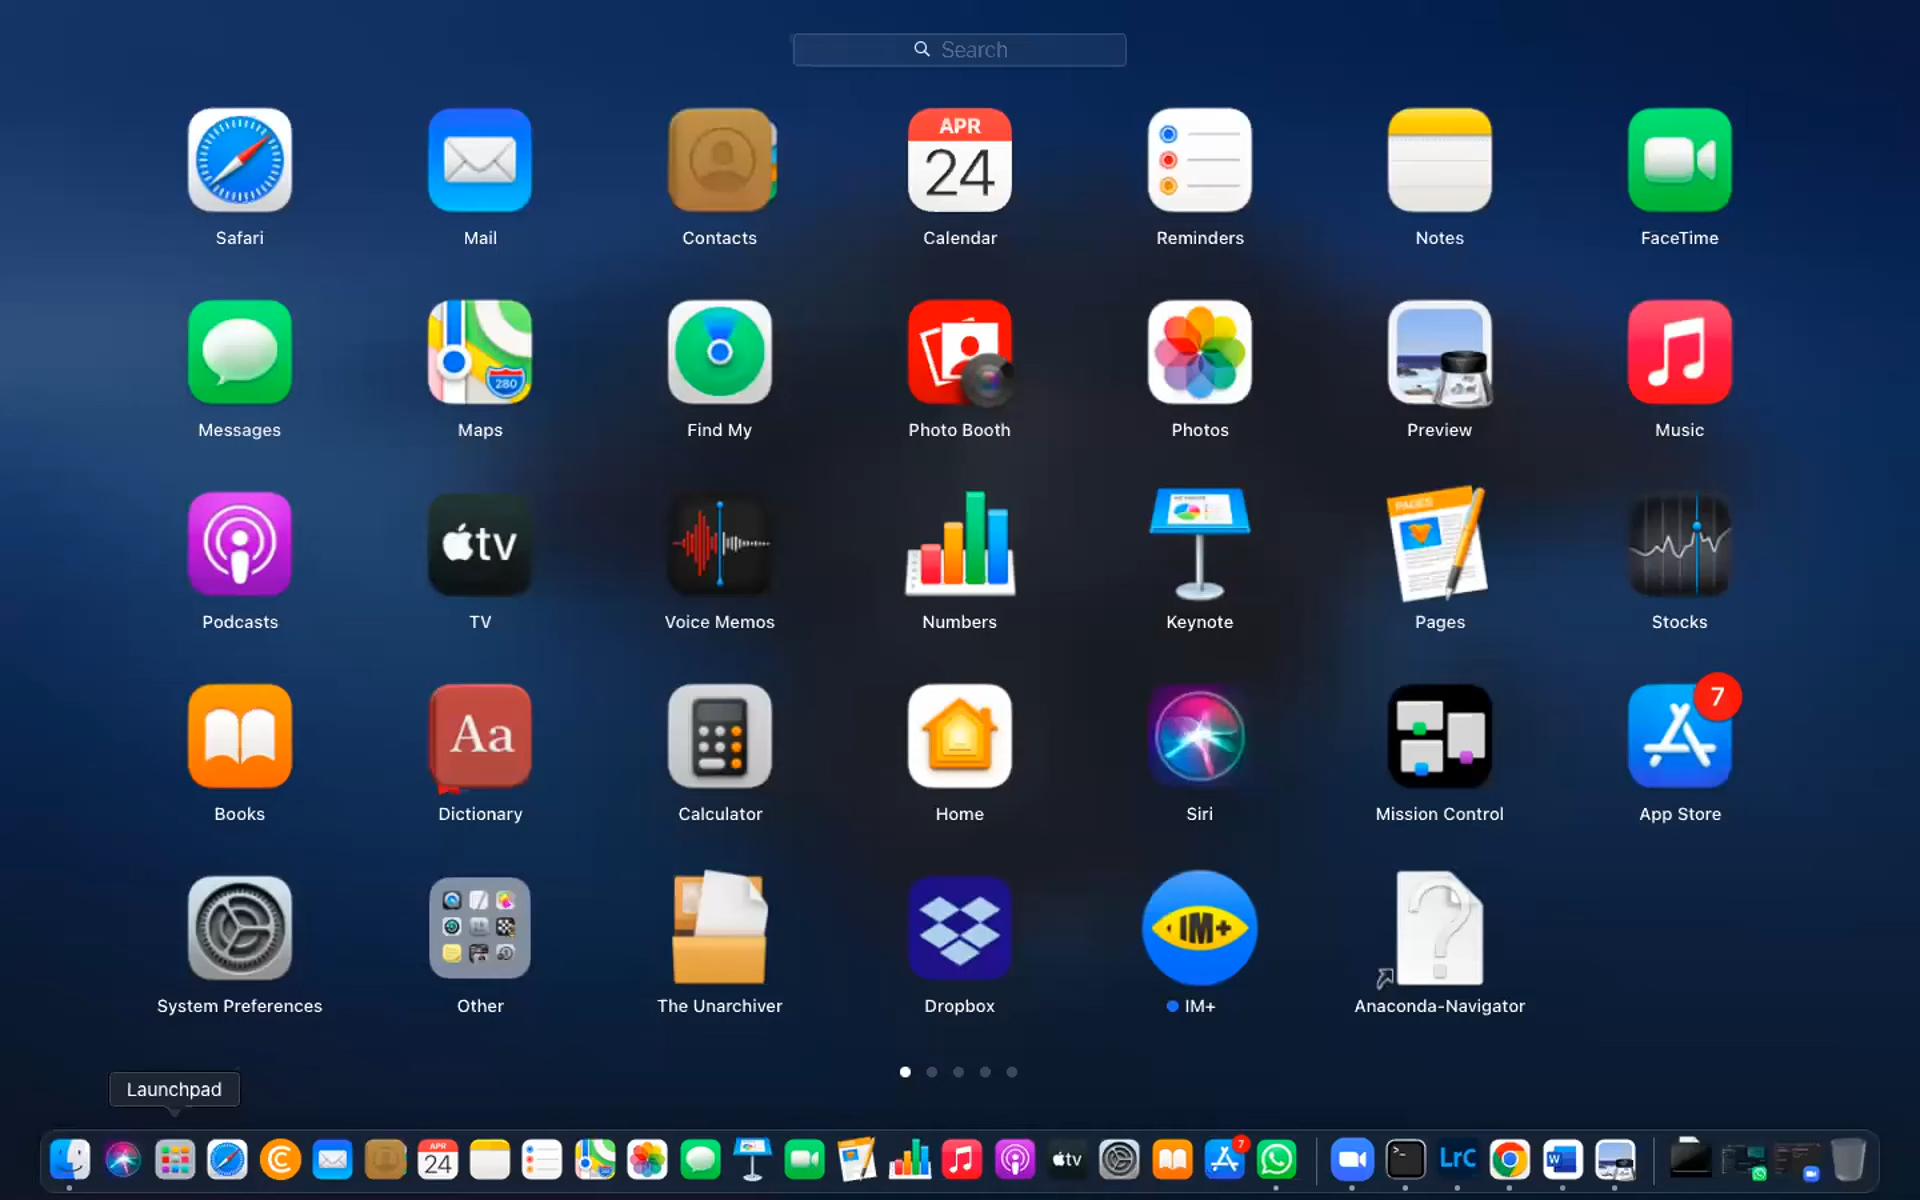 Search
APR
24
Safari
Mail
Contacts
Calendar
Reminders
Notes
FaceTime
280
Messages
Maps
Find My
Photo Booth
Photos
Preview
Music
tv
PAGES
Podcasts
TV
Voice Memos
Numbers
Keynote
Pages
Stocks
Aa
7
Books
Dictionary
Calculator
Home
Siri
Mission Control
App Store
IM+
?
System Preferences
Other
The Unarchiver
Dropbox
IM+
Anaconda-Navigator
Launchpad
APR
24
tv
7
LrC
W